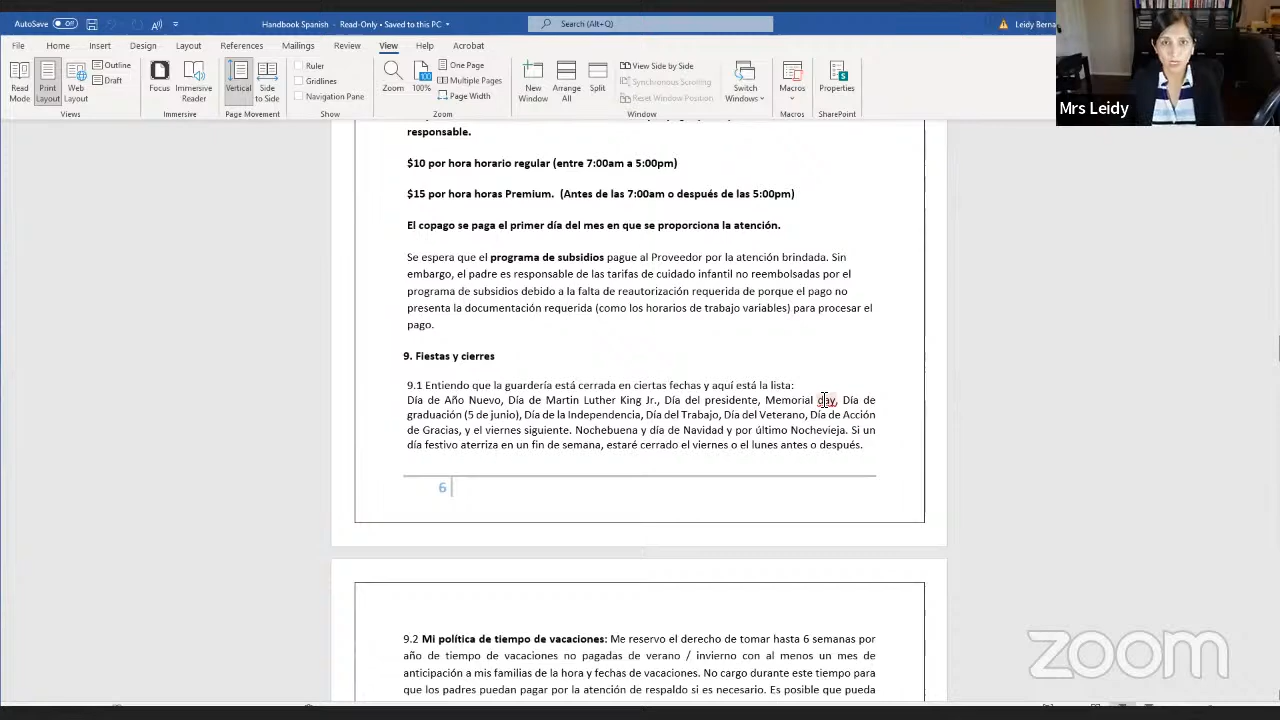 AutoSave Off Handbook Spanish - Read-Only • Saved to this PC Search (Alt+Q) Leidy Berna
File Home Insert Design Layout References Mailings Review View Help Acrobat
Read Mode Print Layout Web Layout Outline Draft Focus Immersive Reader Vertical Side to Side Ruler Gridlines Navigation Pane Zoom 100% One Page Multiple Pages Page Width New Window Arrange All Split View Side by Side Synchronous Scrolling Reset Window Position Switch Windows Macros Properties
Views Immersive Page Movement Show Zoom Window Macros SharePoint
Mrs Leidy
responsable.
$10 por hora horario regular (entre 7:00am a 5:00pm)
$15 por hora horas Premium. (Antes de las 7:00am o después de las 5:00pm)
El copago se paga el primer día del mes en que se proporciona la atención.
Se espera que el programa de subsidios pague al Proveedor por la atención brindada. Sin
embargo, el padre es responsable de las tarifas de cuidado infantil no reembolsadas por el
programa de subsidios debido a la falta de reautorización requerida de porque el pago no
presenta la documentación requerida (como los horarios de trabajo variables) para procesar el
pago.
9. Fiestas y cierres
9.1 Entiendo que la guardería está cerrada en ciertas fechas y aquí está la lista:
Día de Año Nuevo, Día de Martin Luther King Jr., Día del presidente, Memorial day, Día de
graduación (5 de junio), Día de la Independencia, Día del Trabajo, Día del Veterano, Día de Acción
de Gracias, y el viernes siguiente. Nochebuena y día de Navidad y por último Nochevieja. Si un
día festivo aterriza en un fin de semana, estaré cerrado el viernes o el lunes antes o después.
6
9.2 Mi política de tiempo de vacaciones: Me reservo el derecho de tomar hasta 6 semanas por
año de tiempo de vacaciones no pagadas de verano / invierno con al menos un mes de
anticipación a mis familias de la hora y fechas de vacaciones. No cargo durante este tiempo para
que los padres puedan pagar por la atención de respaldo si es necesario. Es posible que pueda
zoom